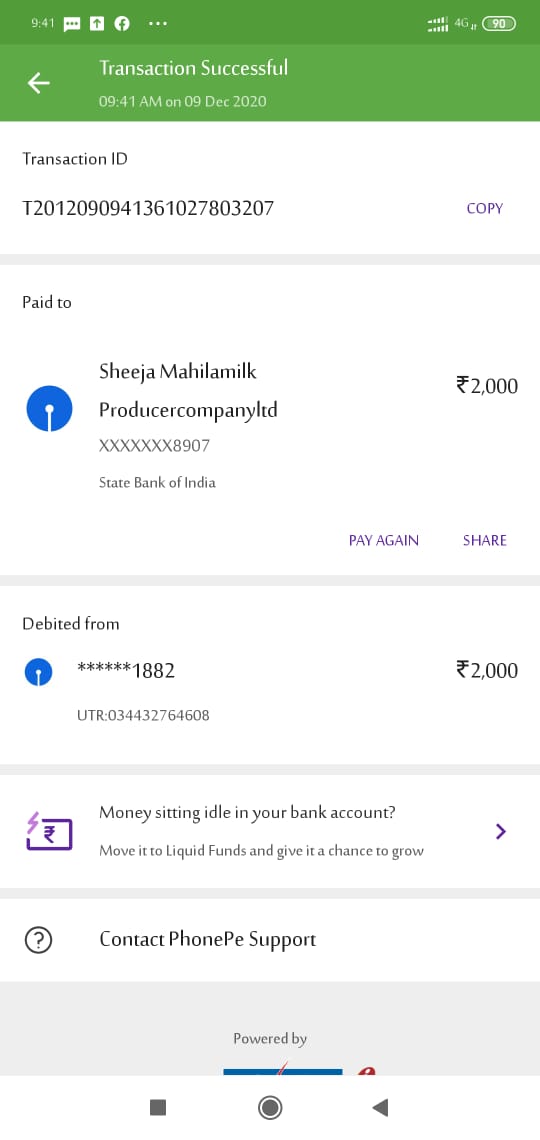 9:41
4G
90
Transaction Successful
09:41 AM on 09 Dec 2020
Transaction ID
T2012090941361027803207
COPY
Paid to
Sheeja Mahilamilk
Producercompanyltd
₹2,000
XXXXXXX8907
State Bank of India
PAY AGAIN
SHARE
Debited from
******1882
₹2,000
UTR:034432764608
Money sitting idle in your bank account?
Move it to Liquid Funds and give it a chance to grow
Contact PhonePe Support
Powered by